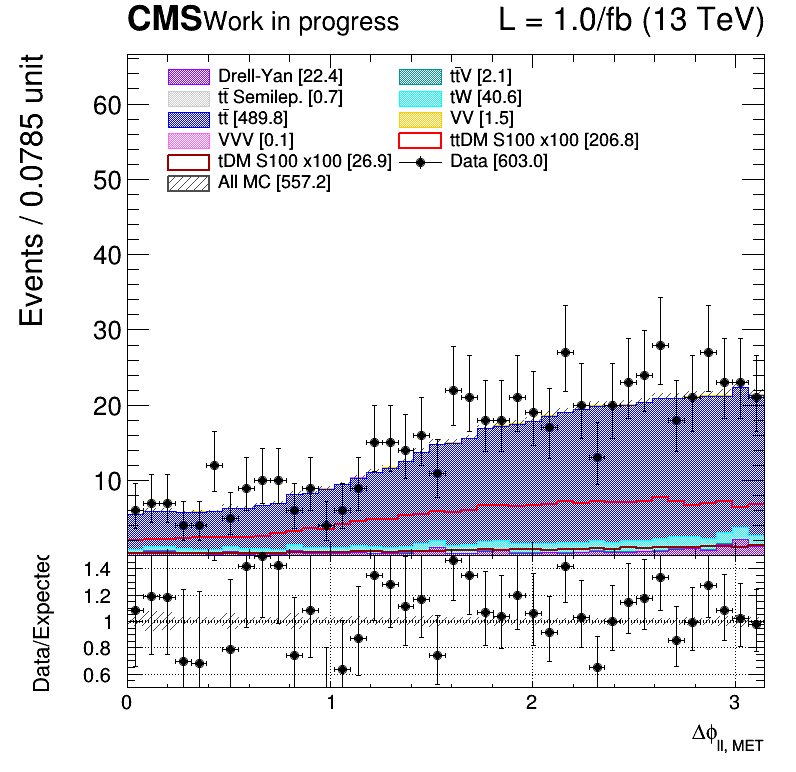 CMS Work in progress L = 1.0/fb (13 TeV)
Events / 0.0785 unit
Drell-Yan [22.4] tt̄V [2.1]
tt̄ Semilep. [0.7] tW [40.6]
tt̄ [489.8] VV [1.5]
VVV [0.1] ttDM S100 x100 [206.8]
tDM S100 x100 [26.9] Data [603.0]
All MC [557.2]
60
50
40
30
20
10
Data/Expected
1.4
1.2
1
0.8
0.6
0 1 2 3
Δϕll, MET